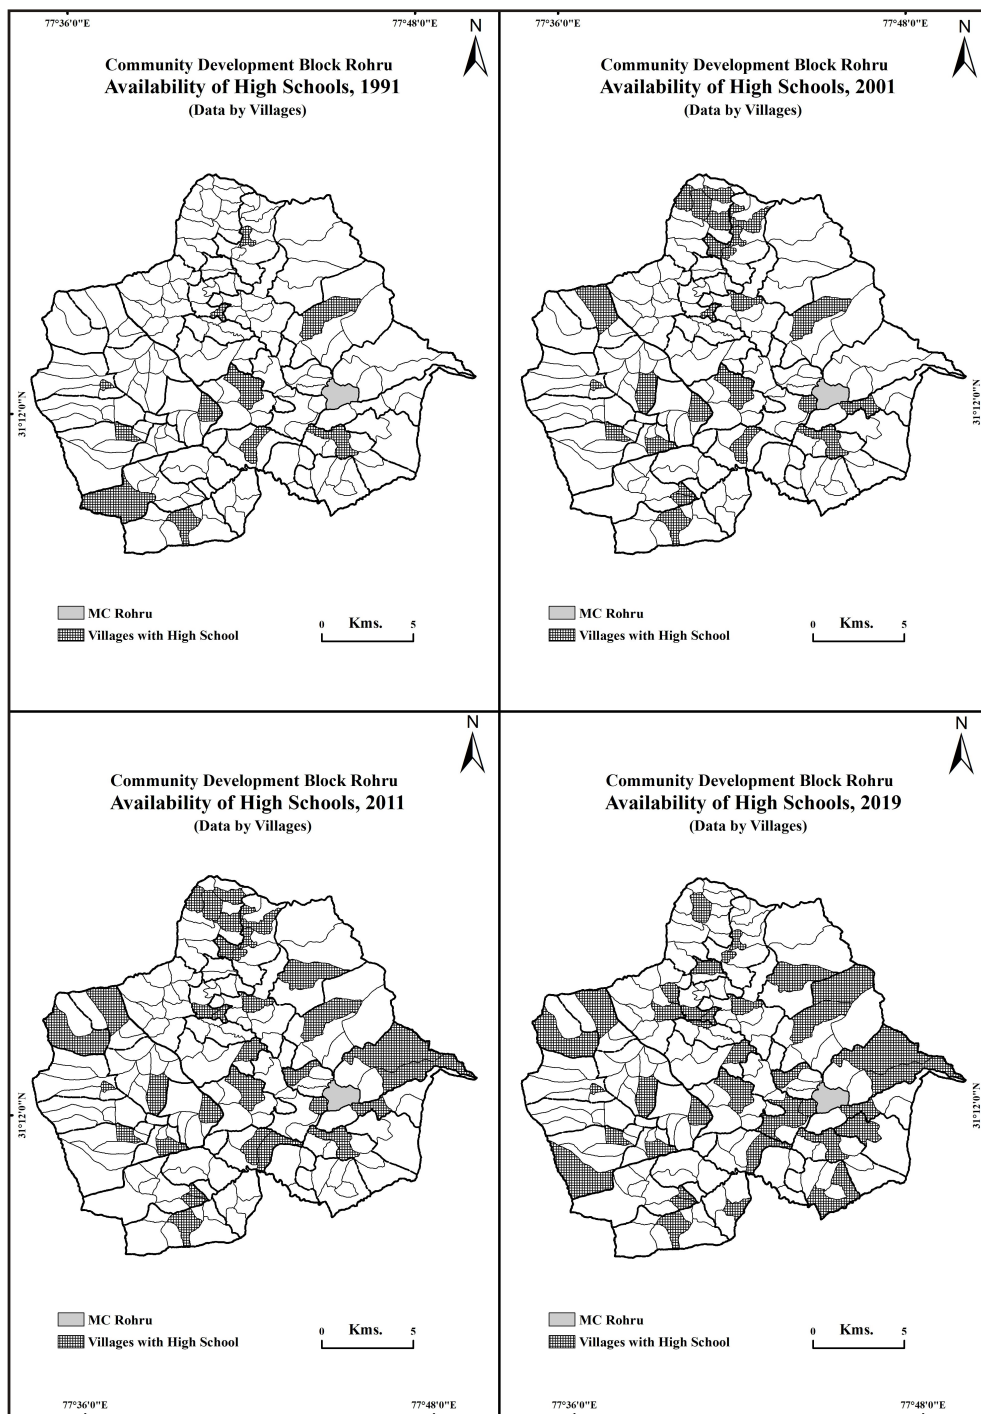 77°36'0"E
77°48'0"E
N
Community Development Block Rohru
Availability of High Schools, 1991
(Data by Villages)
31°12'0"N
MC Rohru
Villages with High School
0 Kms. 5
77°36'0"E
77°48'0"E
N
Community Development Block Rohru
Availability of High Schools, 2001
(Data by Villages)
31°12'0"N
MC Rohru
Villages with High School
0 Kms. 5
N
Community Development Block Rohru
Availability of High Schools, 2011
(Data by Villages)
31°12'0"N
MC Rohru
Villages with High School
0 Kms. 5
77°36'0"E
77°48'0"E
N
Community Development Block Rohru
Availability of High Schools, 2019
(Data by Villages)
31°12'0"N
MC Rohru
Villages with High School
0 Kms. 5
77°36'0"E
77°48'0"E